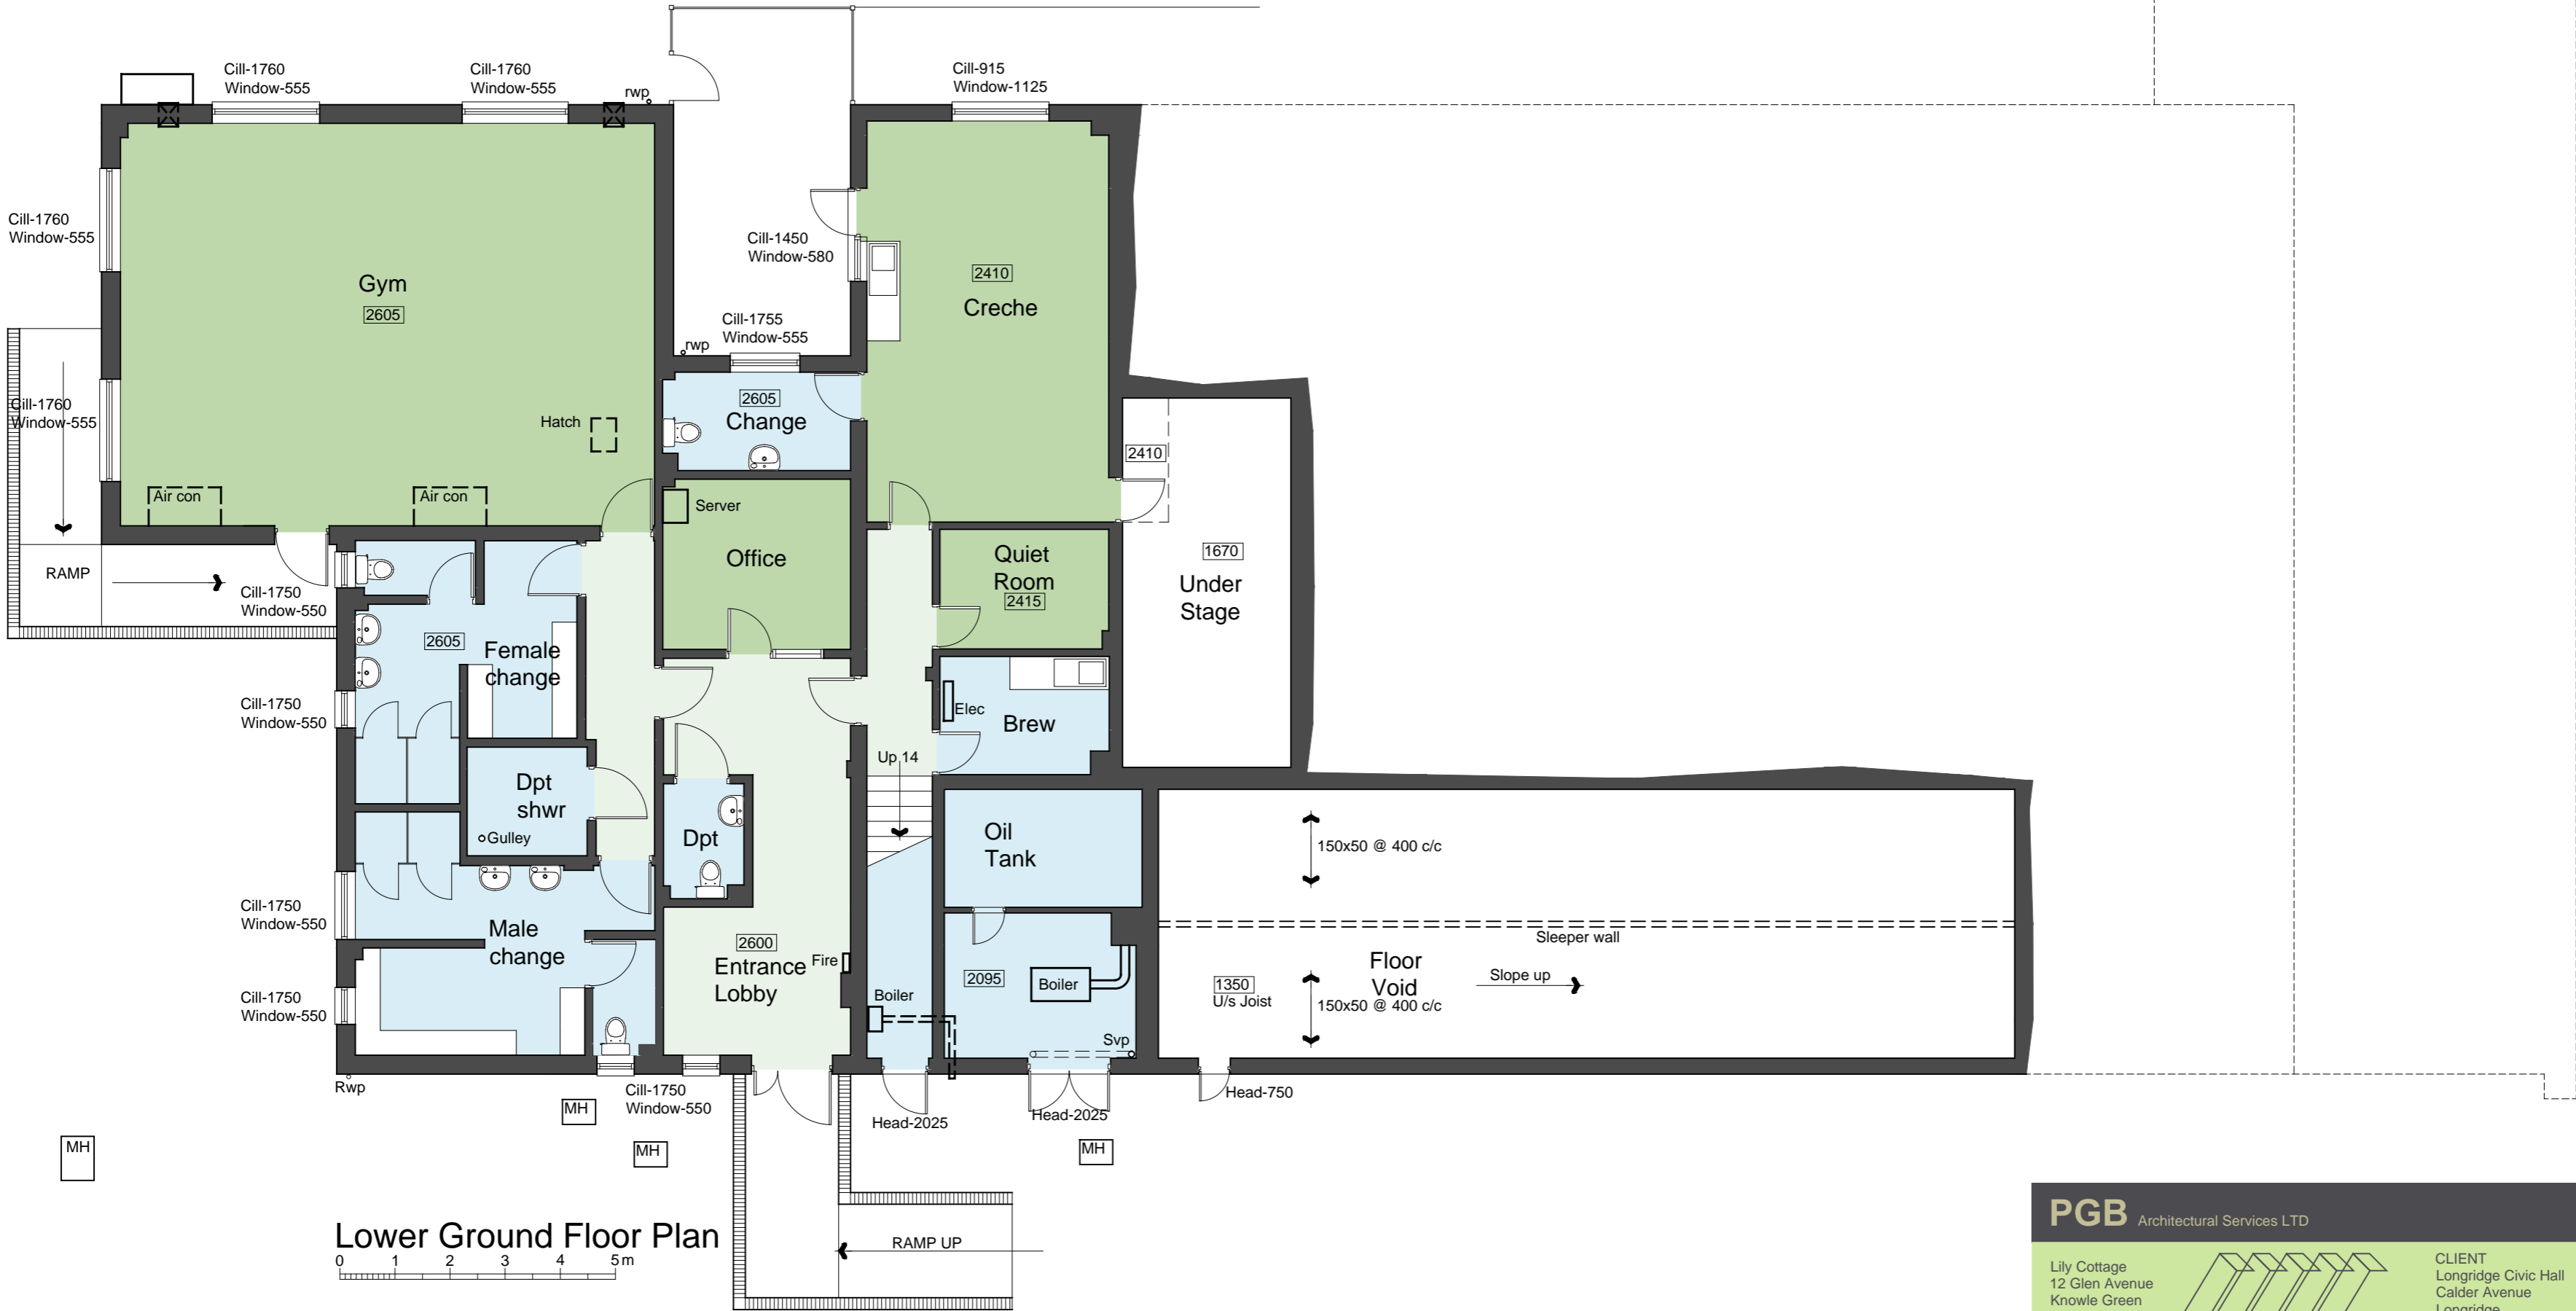 Cill-1760
Window-555
Cill-1760
Window-555
rwp
Cill-915
Window-1125
Cill-1760
Window-555
Cill-1450
Window-580
2410
Creche
Gym
2605
Cill-1755
Window-555
rwp
Cill-1760
Window-555
Hatch
2605
Change
2410
Air con
Air con
Server
Office
Quiet
Room
2415
1670
Under
Stage
RAMP
Cill-1750
Window-550
2605
Female
change
Cill-1750
Window-550
Elec
Brew
Up 14
Dpt
shwr
Gulley
Dpt
Oil
Tank
150x50 @ 400 c/c
Cill-1750
Window-550
Male
change
2600
Entrance
Lobby
Fire
Sleeper wall
2095
Boiler
Floor
Void
Slope up
1350
U/s Joist
150x50 @ 400 c/c
Cill-1750
Window-550
Boiler
Svp
Rwp
Cill-1750
Window-550
Head-2025
Head-2025
Head-750
MH
MH
MH
MH
Lower Ground Floor Plan
0 1 2 3 4 5m
RAMP UP
PGB Architectural Services LTD
Lily Cottage
12 Glen Avenue
Knowle Green
CLIENT
Longridge Civic Hall
Calder Avenue
Longridge